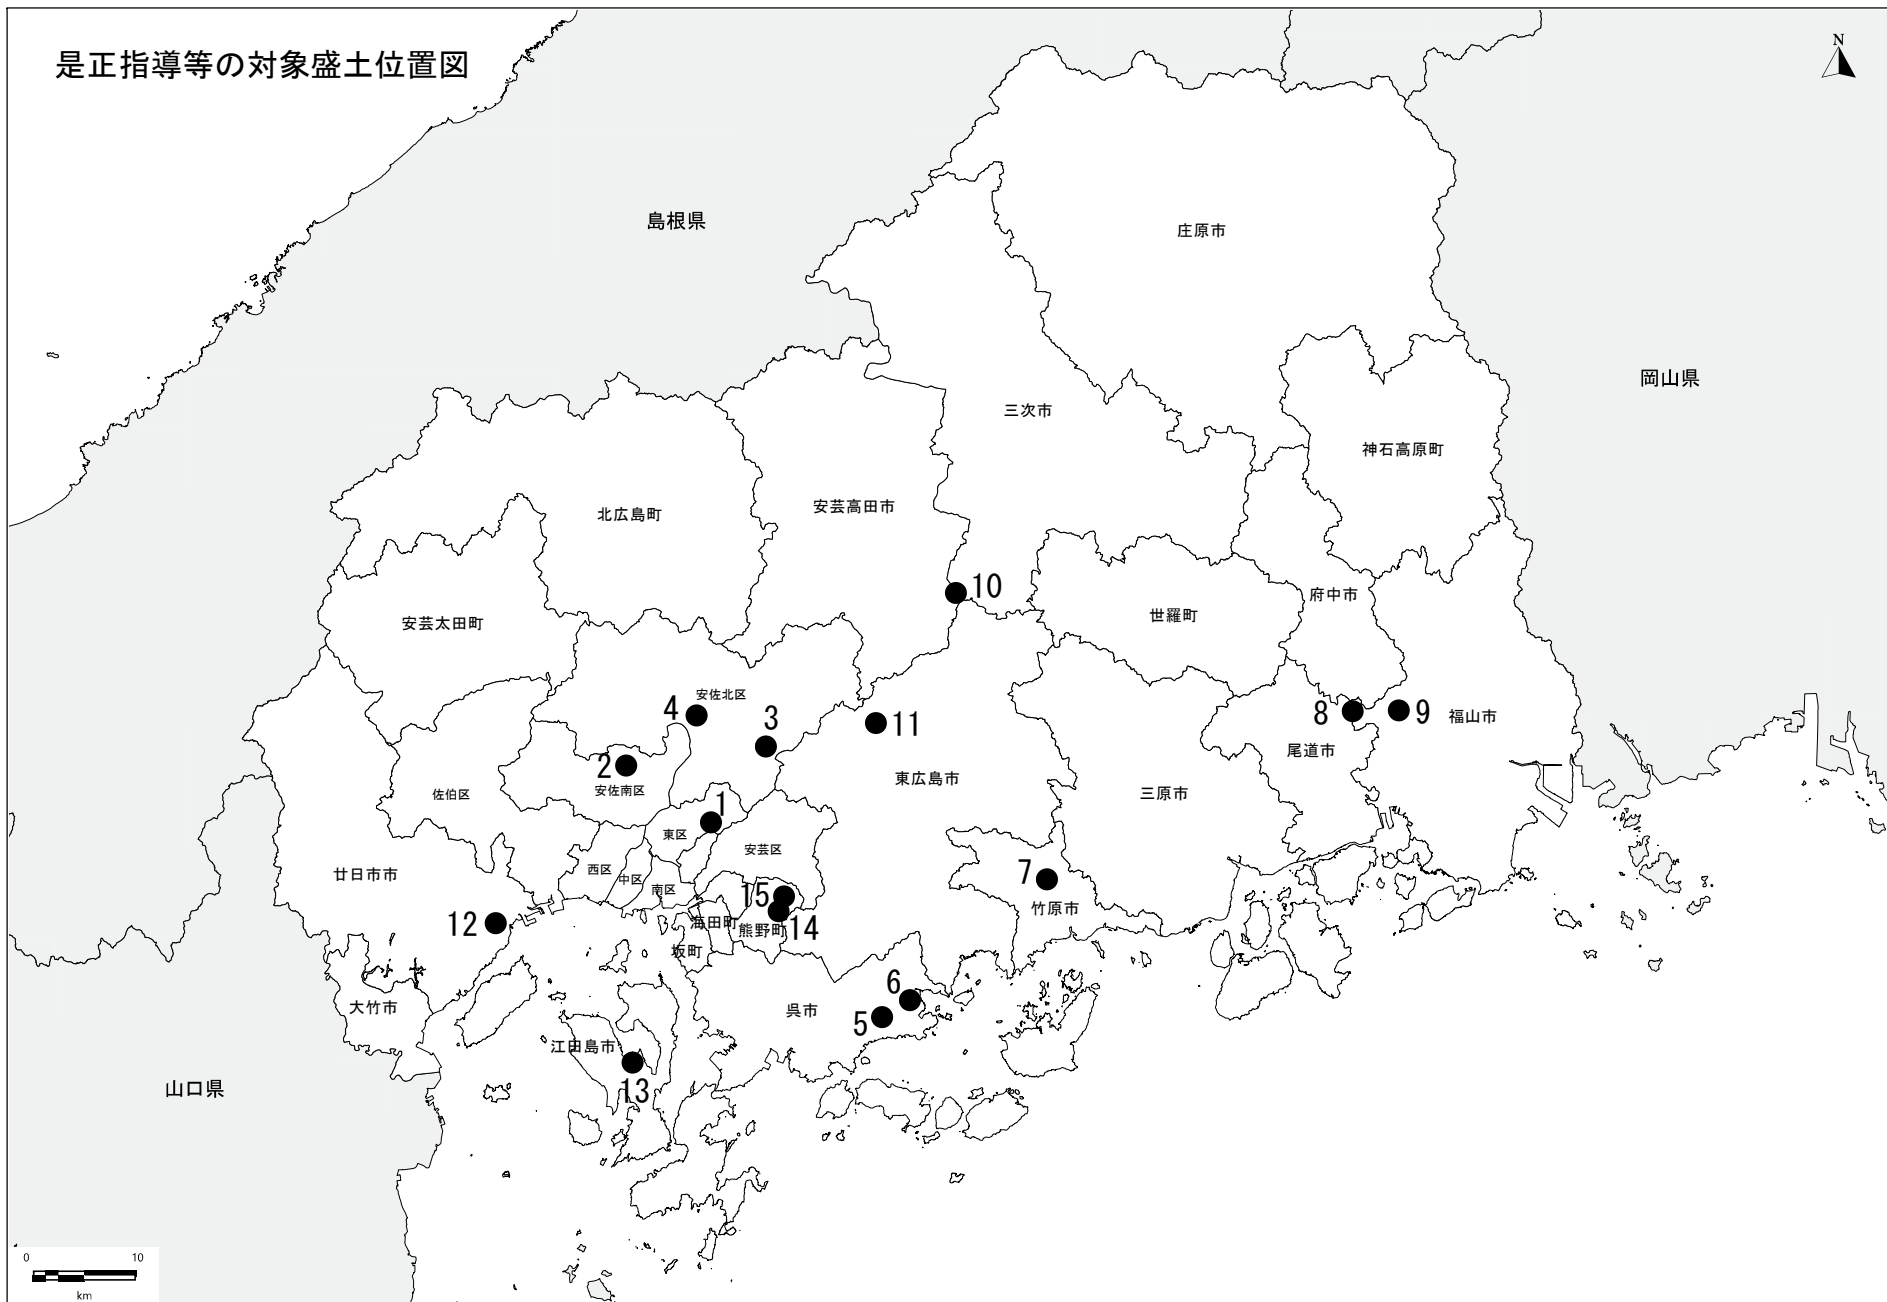 是正指導等の対象盛土位置図
N
島根県
庄原市
岡山県
三次市
神石高原町
安芸高田市
北広島町
10
府中市
世羅町
安芸太田町
安佐北区
4
3
11
8
9
福山市
尾道市
2
安佐南区
東広島市
三原市
佐伯区
1
東区
安芸区
西区
中区
南区
廿日市市
7
竹原市
15
14
12
海田町
熊野町
坂町
6
5
呉市
大竹市
江田島市
13
山口県
0 10
km